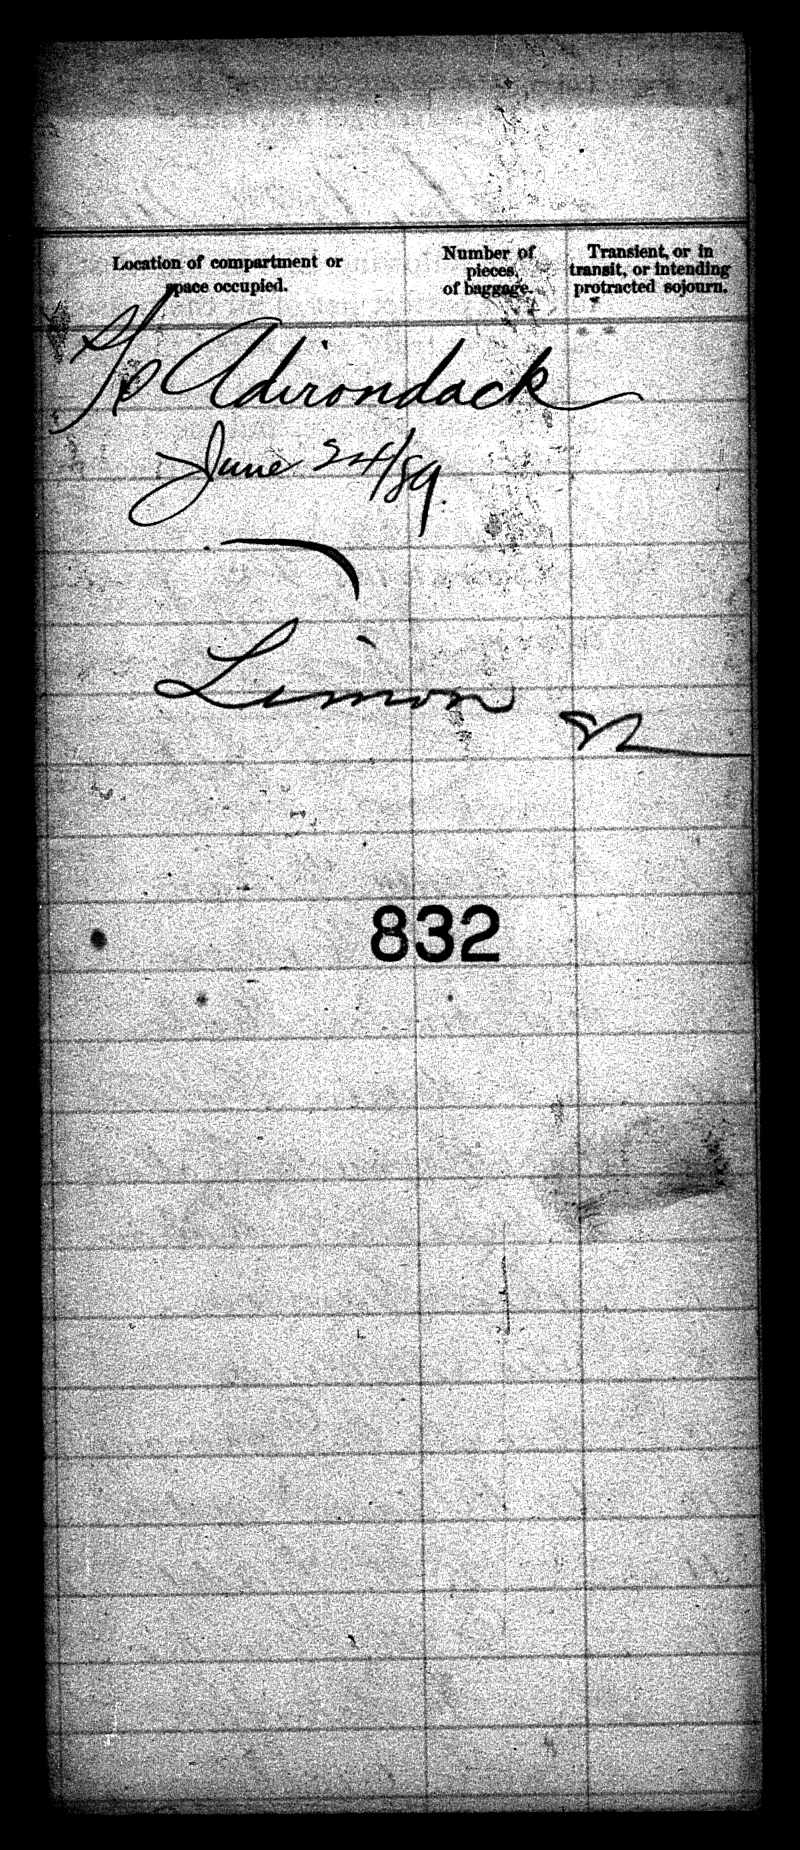 Location of compartment or
space occupied.
Number of
pieces
of baggage.
Transient, or in
transit, or intending
protracted sojourn.
Adirondack
June 24/89
Limon
832